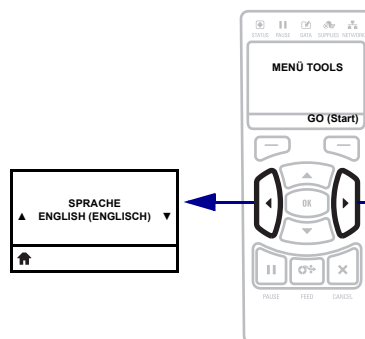 STATUS PAUSE DATA SUPPLIES NETWORK
MENÜ TOOLS
GO (Start)
SPRACHE
ENGLISH (ENGLISCH)
OK
PAUSE FEED CANCEL